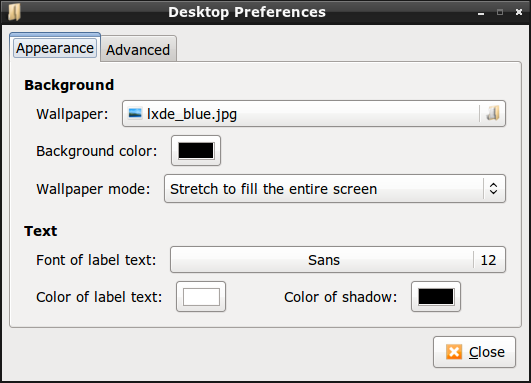 Desktop Preferences
Appearance Advanced
Background
Wallpaper: lxde_blue.jpg
Background color:
Wallpaper mode: Stretch to fill the entire screen
Text
Font of label text: Sans 12
Color of label text: Color of shadow:
Close